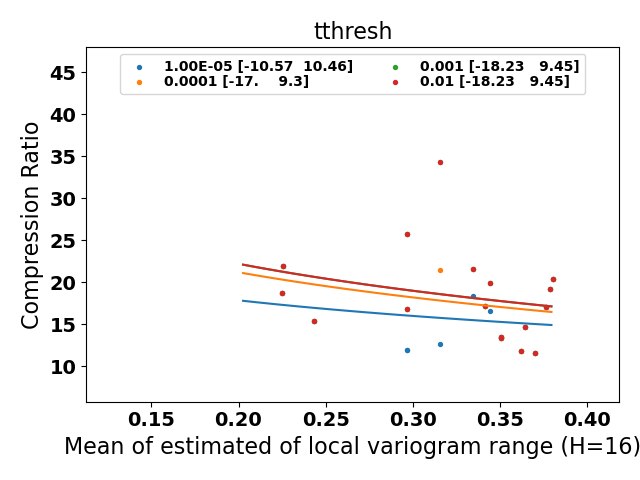 tthresh
1.00E-05 [-10.57  10.46]
0.0001 [-17.    9.3]
0.001 [-18.23   9.45]
0.01 [-18.23   9.45]
Compression Ratio
45
40
35
30
25
20
15
10
0.15 0.20 0.25 0.30 0.35 0.40
Mean of estimated of local variogram range (H=16)